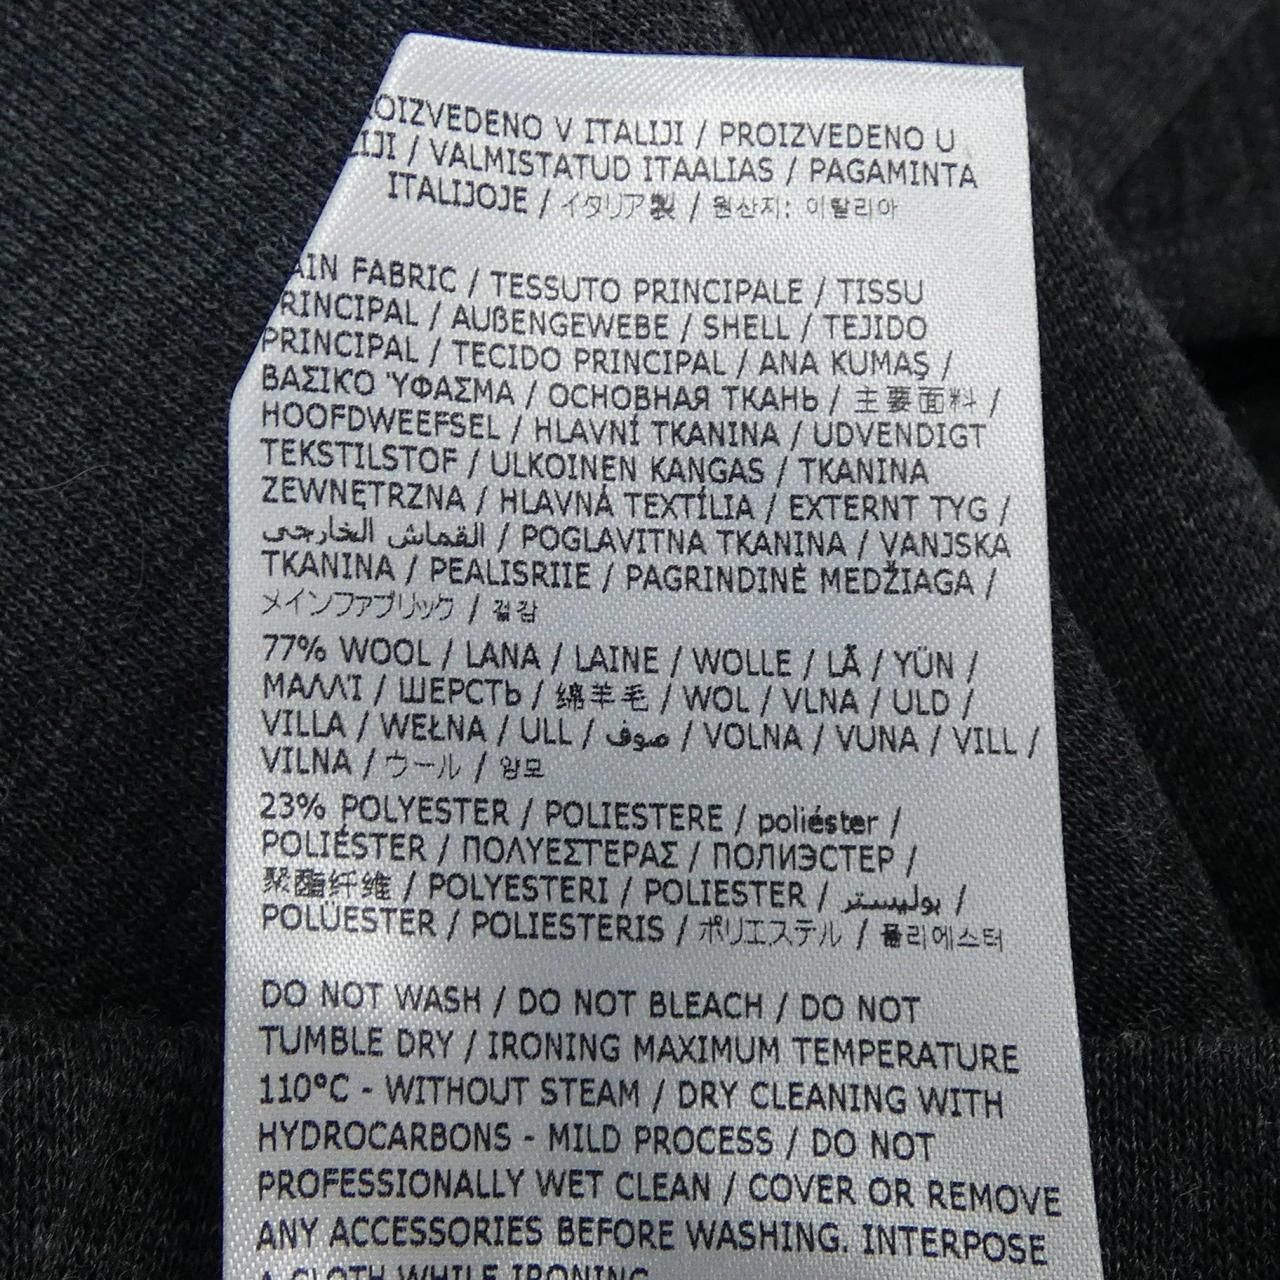 OIZVEDENO V ITALIJI / PROIZVEDENO U
IJI / VALMISTATUD ITAALIAS / PAGAMINTA
ITALIJOJE / イタリア製 / 원산지: 이탈리아
AIN FABRIC / TESSUTO PRINCIPALE / TISSU
PRINCIPAL / AUßENGEWEBE / SHELL / TEJIDO
PRINCIPAL / TECIDO PRINCIPAL / ANA KUMAŞ /
ΒΑΣΙΚΟ ΎΦΑΣΜΑ / ОСНОВНАЯ ТКАНЬ / 主要面料 /
HOOFDWEEFSEL / HLAVNÍ TKANINA / UDVENDIGT
TEKSTILSTOF / ULKOINEN KANGAS / TKANINA
ZEWNĘTRZNA / HLAVNÁ TEXTÍLIA / EXTERNT TYG /
القماش الخارجى / POGLAVITNA TKANINA / VANJSKA
TKANINA / PEALISRIIE / PAGRINDINĖ MEDŽIAGA /
メインファブリック / 겉감
77% WOOL / LANA / LAINE / WOLLE / LÃ / YÜN /
ΜΑΛΛΊ / ШЕРСТЬ / 绵羊毛 / WOL / VLNA / ULD /
VILLA / WEŁNA / ULL / صوف / VOLNA / VUNA / VILL /
VILNA / ウール / 양모
23% POLYESTER / POLIESTERE / poliéster /
POLIÉSTER / ΠΟΛΥΕΣΤΕΡΑΣ / ПОЛИЭСТЕР /
聚酯纤维 / POLYESTERI / POLIESTER / بوليستر /
POLÜESTER / POLIESTERIS / ポリエステル / 폴리에스터
DO NOT WASH / DO NOT BLEACH / DO NOT
TUMBLE DRY / IRONING MAXIMUM TEMPERATURE
110°C - WITHOUT STEAM / DRY CLEANING WITH
HYDROCARBONS - MILD PROCESS / DO NOT
PROFESSIONALLY WET CLEAN / COVER OR REMOVE
ANY ACCESSORIES BEFORE WASHING. INTERPOSE
A CLOTH WHILE IRONING